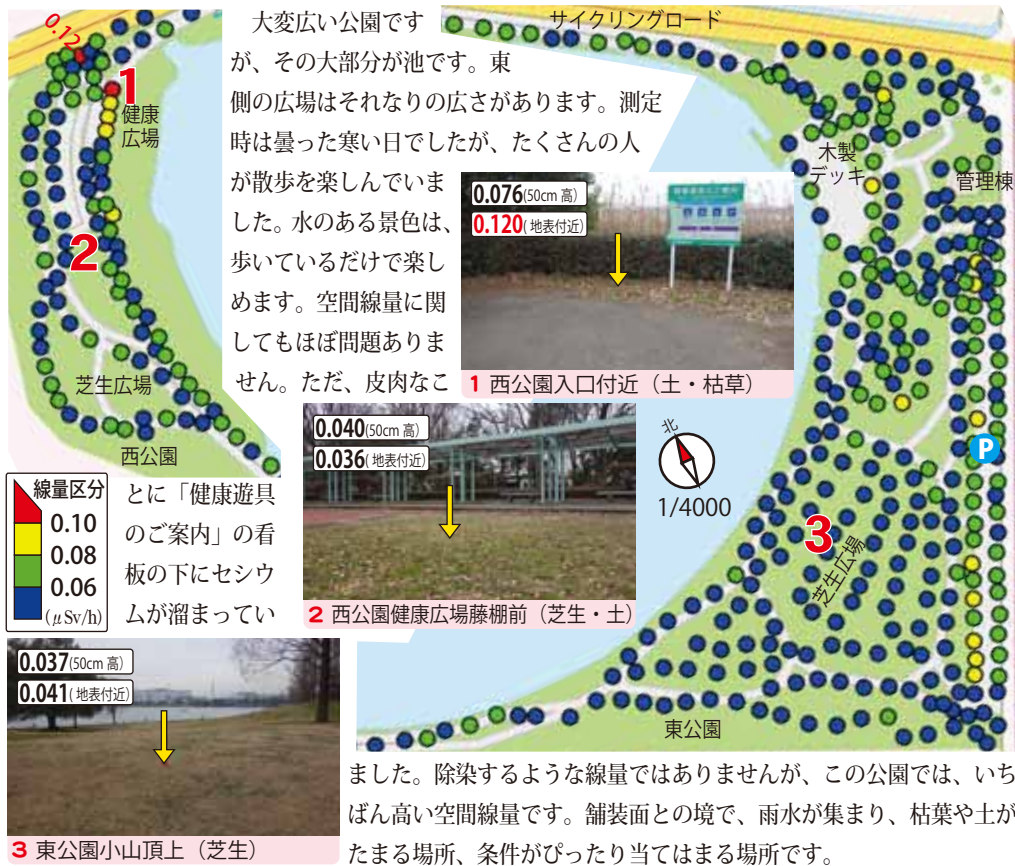 大変広い公園です
が、その大部分が池です。東
側の広場はそれなりの広さがあります。測定
時は曇った寒い日でしたが、たくさんの人
が散歩を楽しんでいま
した。水のある景色は、
歩いているだけで楽し
めます。空間線量に関
してもほぼ問題ありま
せん。ただ、皮肉なこ
とに「健康遊具
のご案内」の看
板の下にセシウ
ムが溜まってい
ました。除染するような線量ではありませんが、この公園では、いち
ばん高い空間線量です。舗装面との境で、雨水が集まり、枯葉や土が
たまる場所、条件がぴったり当てはまる場所です。
0.12
1
健康
広場
2
芝生広場
西公園
サイクリングロード
木製
デッキ
管理棟
P
3
芝生広場
東公園
北
1/4000
線量区分
0.10
0.08
0.06
(μSv/h)
0.076(50cm 高)
0.120(地表付近)
1 西公園入口付近（土・枯草）
0.040(50cm 高)
0.036(地表付近)
2 西公園健康広場藤棚前（芝生・土）
0.037(50cm 高)
0.041(地表付近)
3 東公園小山頂上（芝生）